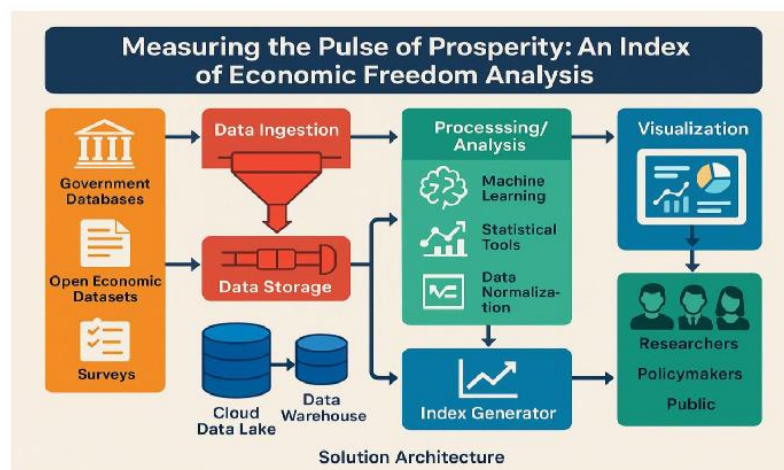 Measuring the Pulse of Prosperity: An Index
of Economic Freedom Analysis
Government
Databases
Open Economic
Datasets
Surveys
Data Ingestion
Data Storage
Cloud
Data Lake
Data
Warehouse
Processsing/
Analysis
Machine
Learning
Statistical
Tools
Data
Normaliza-
tion
Index Generator
Visualization
Researchers
Policymakers
Public
Solution Architecture